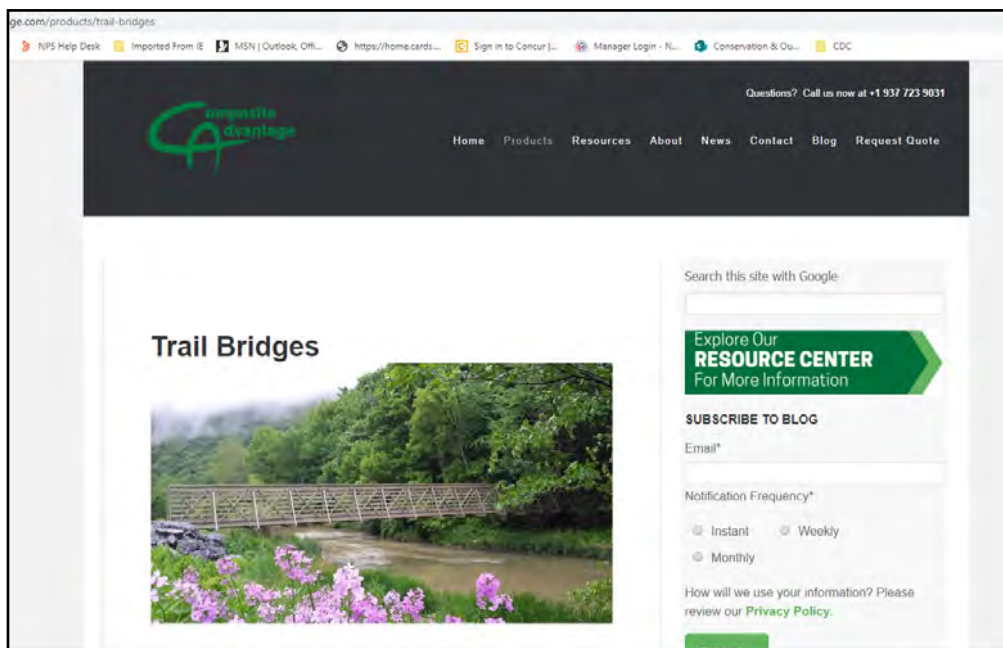 ge.com/products/trail-bridges
NPS Help Desk Imported From IE MSN | Outlook, Offi... https://home.cards... Sign in to Concur |... Manager Login - N... Conservation & Ou... CDC
Questions? Call us now at +1 937 723 9031
Composite
Advantage
Home Products Resources About News Contact Blog Request Quote
Search this site with Google
Trail Bridges
Explore Our
RESOURCE CENTER
For More Information
SUBSCRIBE TO BLOG
Email*
Notification Frequency*
Instant Weekly
Monthly
How will we use your information? Please
review our Privacy Policy.